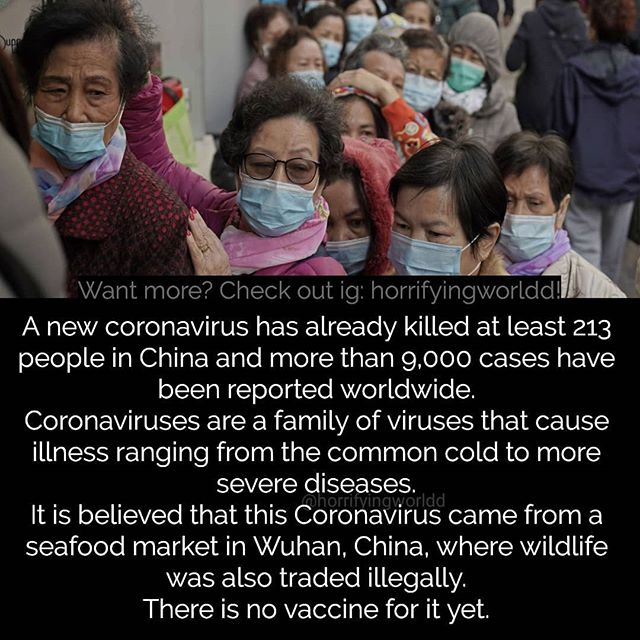 Want more? Check out ig: horrifyingworldd!
A new coronavirus has already killed at least 213
people in China and more than 9,000 cases have
been reported worldwide.
Coronaviruses are a family of viruses that cause
illness ranging from the common cold to more
severe diseases.
@horrifyingworldd
It is believed that this Coronavirus came from a
seafood market in Wuhan, China, where wildlife
was also traded illegally.
There is no vaccine for it yet.